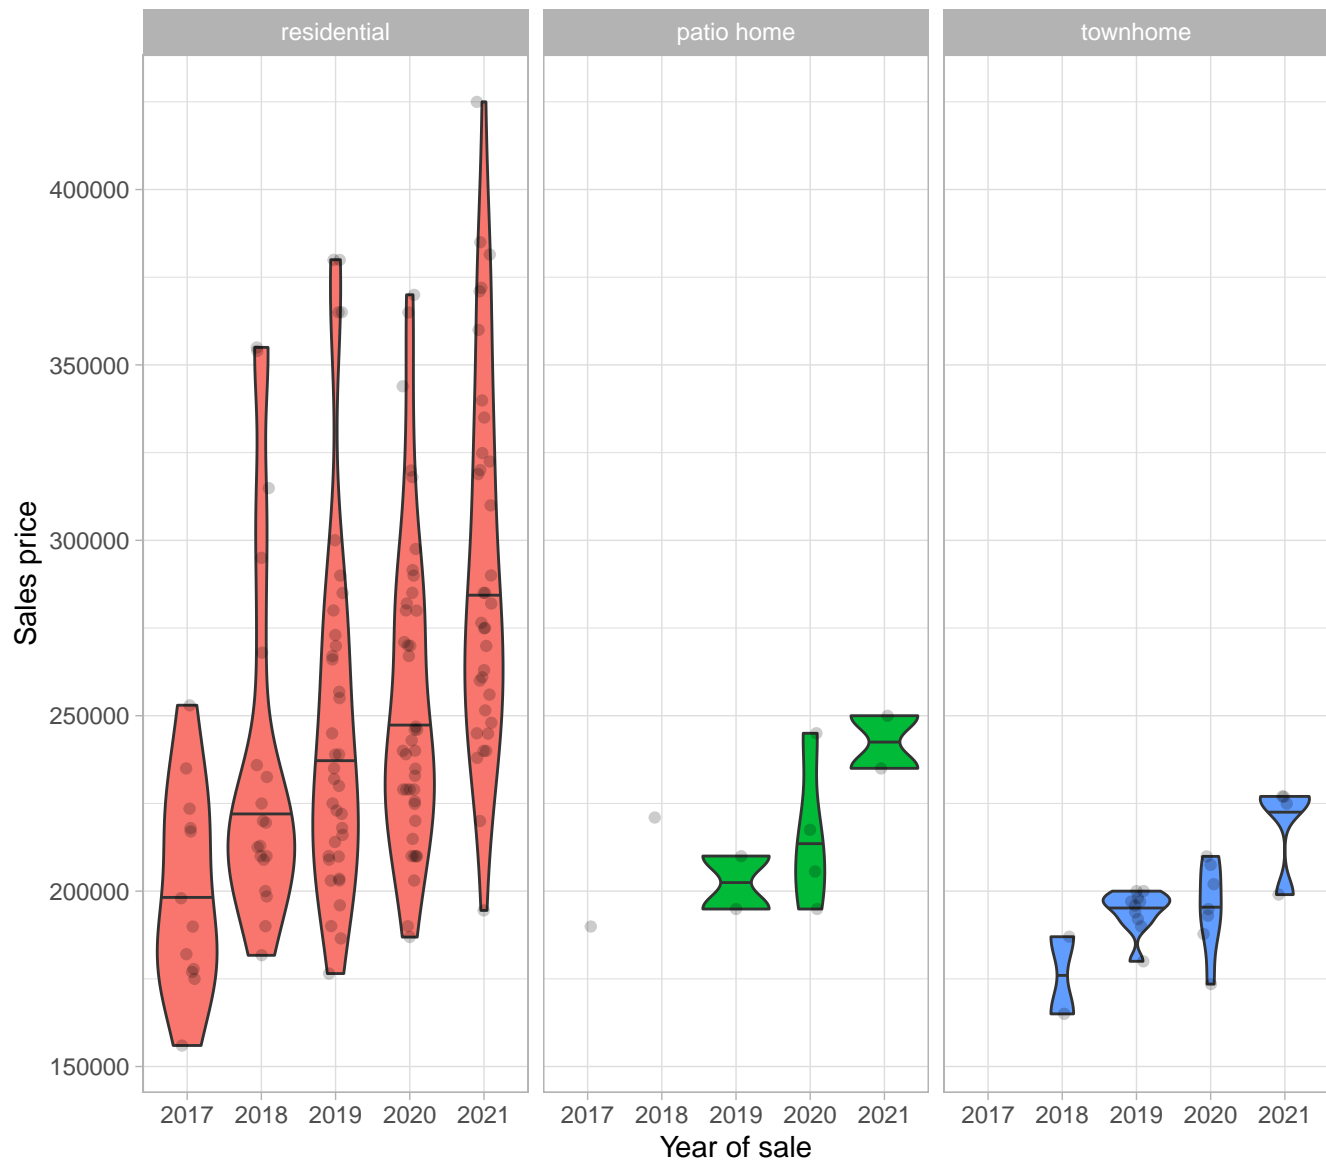 residential patio home townhome
400000
350000
300000
250000
200000
150000
Sales price
2017 2018 2019 2020 2021 2017 2018 2019 2020 2021 2017 2018 2019 2020 2021
Year of sale